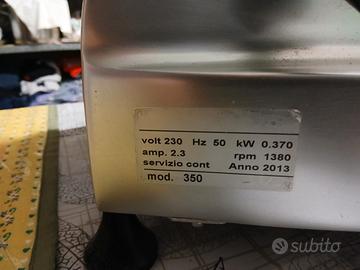 volt 230 Hz 50 kW 0.370
amp. 2.3 rpm 1380
servizio cont Anno 2013
mod. 350
subito